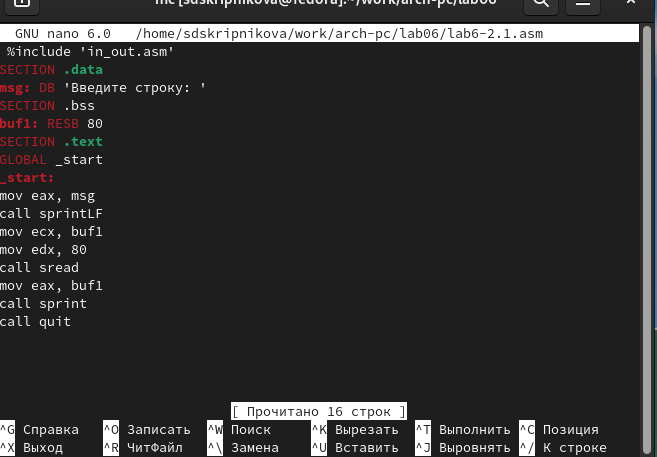 mc [sdskripnikova@fedora]:~/work/arch-pc/lab06
GNU nano 6.0 /home/sdskripnikova/work/arch-pc/lab06/lab6-2.1.asm
%include 'in_out.asm'
SECTION .data
msg: DB 'Введите строку: '
SECTION .bss
buf1: RESB 80
SECTION .text
GLOBAL _start
_start:
mov eax, msg
call sprintLF
mov ecx, buf1
mov edx, 80
call sread
mov eax, buf1
call sprint
call quit
[ Прочитано 16 строк ]
^G Справка ^O Записать ^W Поиск ^K Вырезать ^T Выполнить ^C Позиция
^X Выход ^R ЧитФайл ^\ Замена ^U Вставить ^J Выровнять ^/ К строке